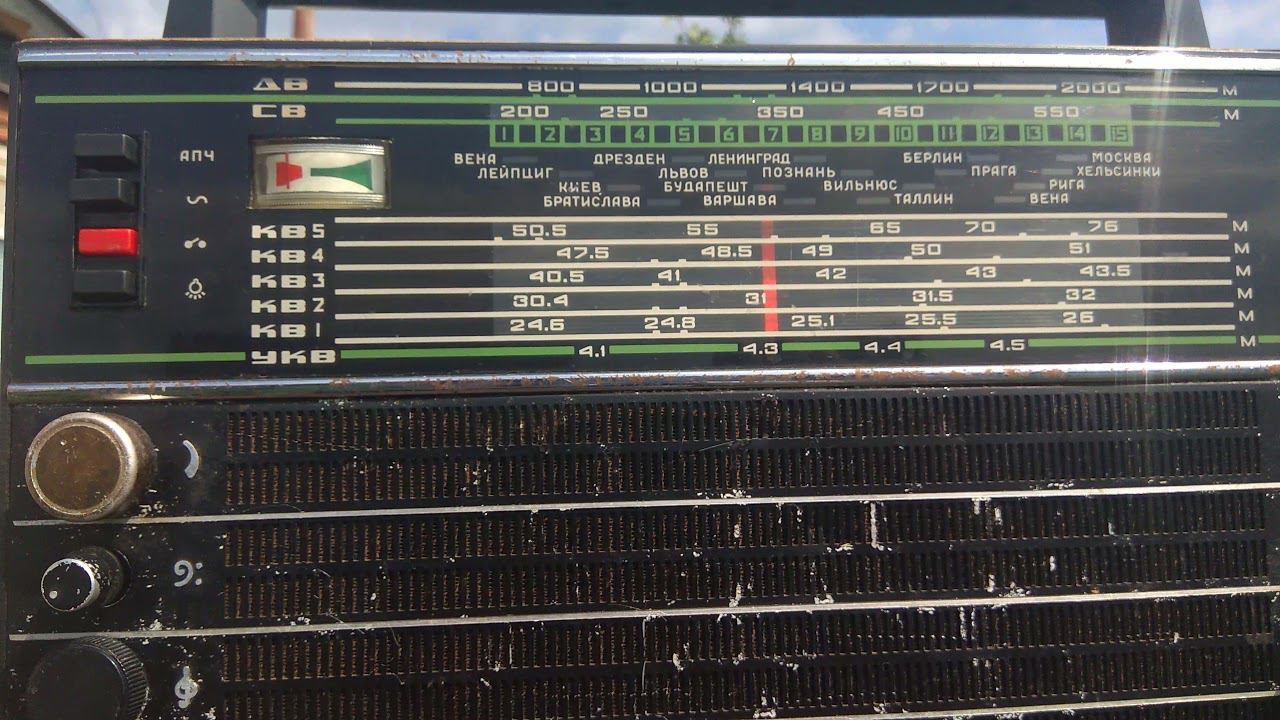 ДВ 800 1000 1400 1700 2000 М
СВ 200 250 350 450 550 М
1 2 3 4 5 6 7 8 9 10 11 12 13 14 15
АПЧ
ВЕНА ДРЕЗДЕН ЛЕНИНГРАД БЕРЛИН МОСКВА
ЛЕЙПЦИГ ЛЬВОВ ПОЗНАНЬ ПРАГА ХЕЛЬСИНКИ
КИЕВ БУДАПЕШТ ВИЛЬНЮС РИГА
БРАТИСЛАВА ВАРШАВА ТАЛЛИН ВЕНА
КВ5 50.5 55 65 70 76 М
КВ4 47.5 48.5 49 50 51 М
КВ3 40.5 41 42 43 43.5 М
КВ2 30.4 31 31.5 32 М
КВ1 24.6 24.8 25.1 25.5 26 М
УКВ 4.1 4.3 4.4 4.5 М